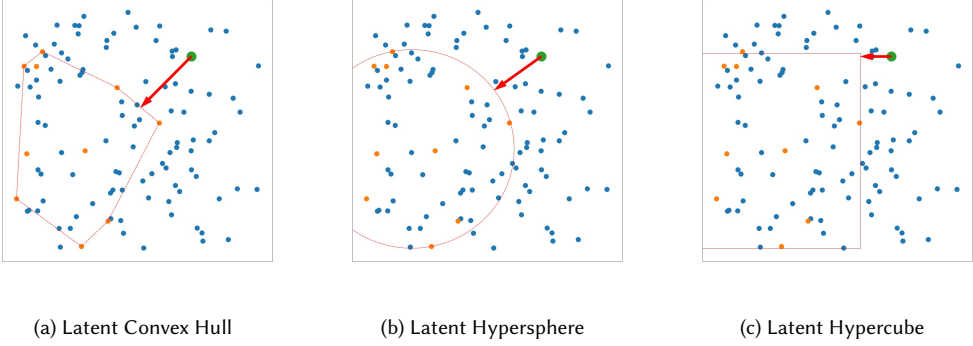 (a) Latent Convex Hull
(b) Latent Hypersphere
(c) Latent Hypercube